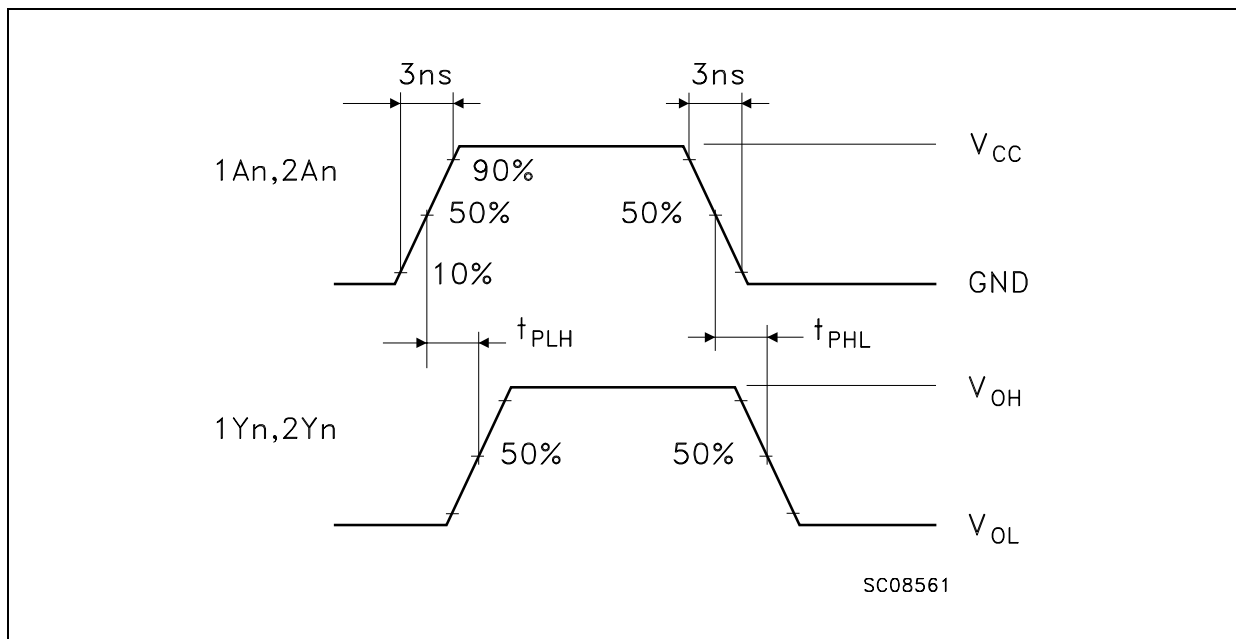 3ns 3ns
1An,2An
V_CC
90%
50% 50%
10%
GND
t_PLH t_PHL
V_OH
1Yn,2Yn
50% 50%
V_OL
SC08561